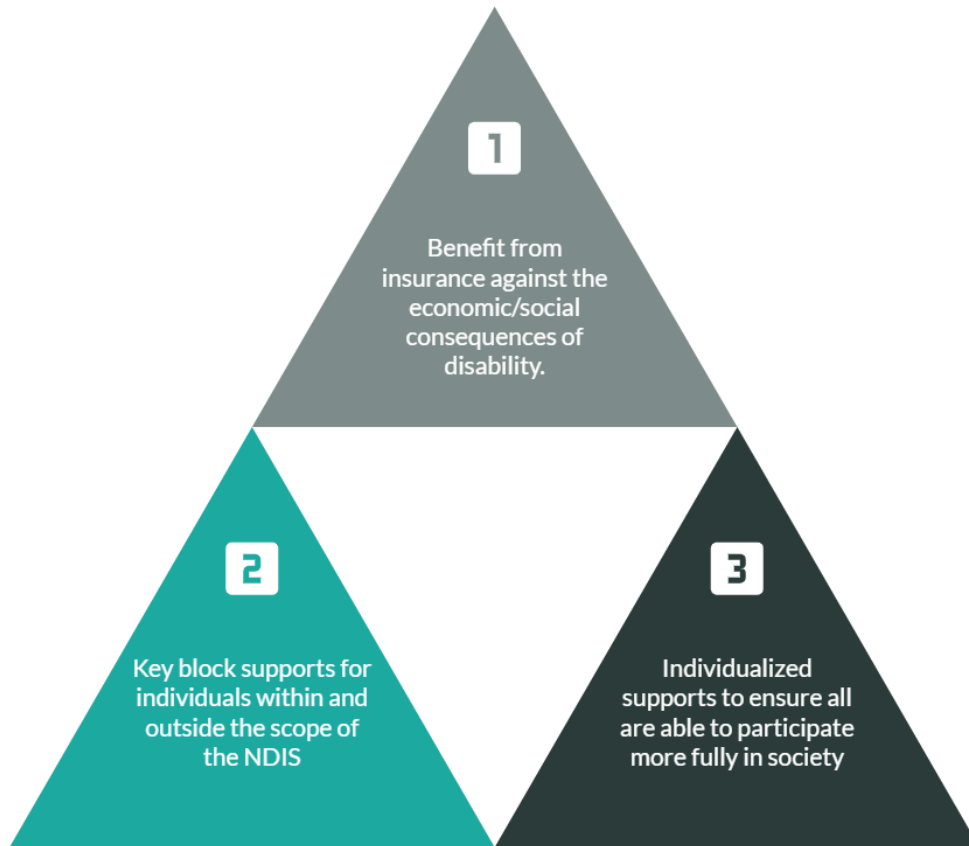 1
Benefit from
insurance against the
economic/social
consequences of
disability.
2
Key block supports for
individuals within and
outside the scope of
the NDIS
3
Individualized
supports to ensure all
are able to participate
more fully in society